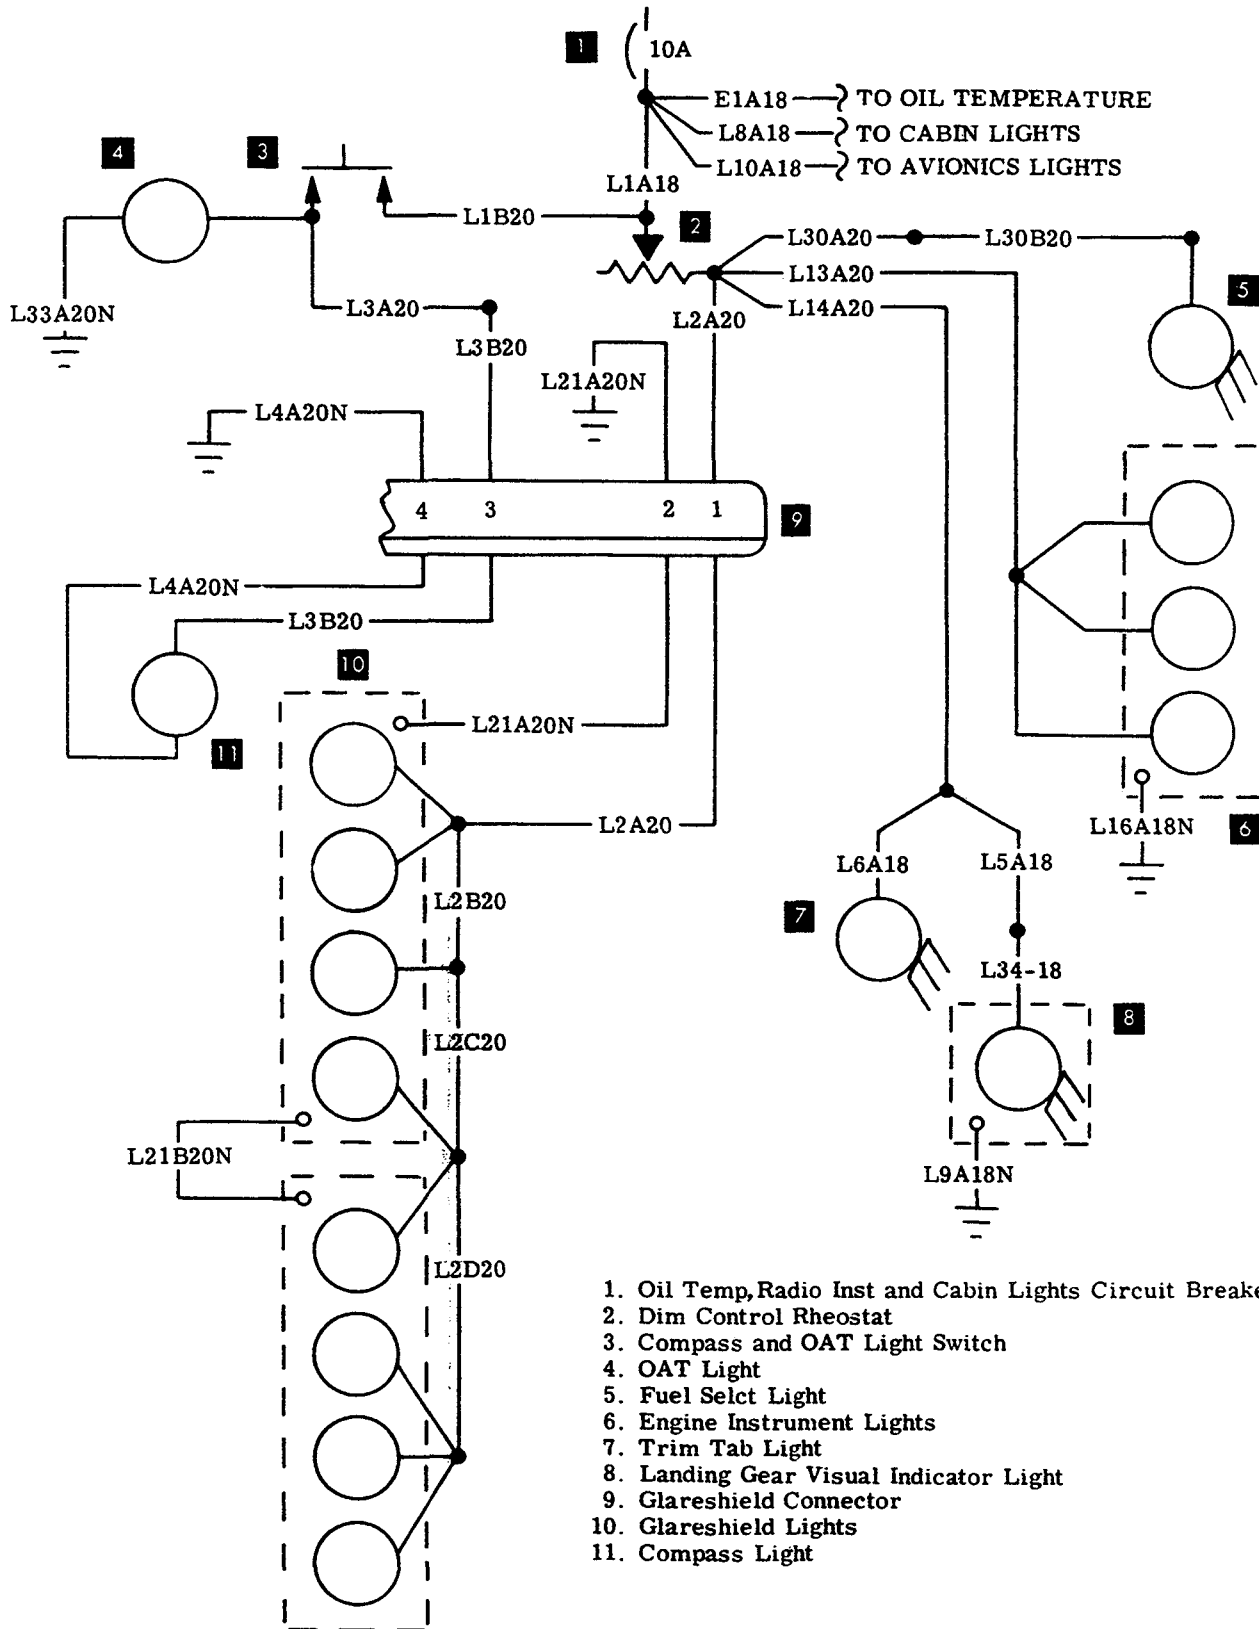 1
10A
E1A18 TO OIL TEMPERATURE
L8A18 TO CABIN LIGHTS
L10A18 TO AVIONICS LIGHTS
4
3
L1A18
L1B20
2
L30A20
L30B20
L13A20
5
L33A20N
L3A20
L14A20
L2A20
L3B20
L21A20N
L4A20N
4 3 2 1
9
L4A20N
L3B20
10
L21A20N
11
L2A20
L16A18N
6
L6A18
L5A18
L2B20
7
L34-18
8
L2C20
L21B20N
L9A18N
L2D20
1. Oil Temp, Radio Inst and Cabin Lights Circuit Breake
2. Dim Control Rheostat
3. Compass and OAT Light Switch
4. OAT Light
5. Fuel Selct Light
6. Engine Instrument Lights
7. Trim Tab Light
8. Landing Gear Visual Indicator Light
9. Glareshield Connector
10. Glareshield Lights
11. Compass Light